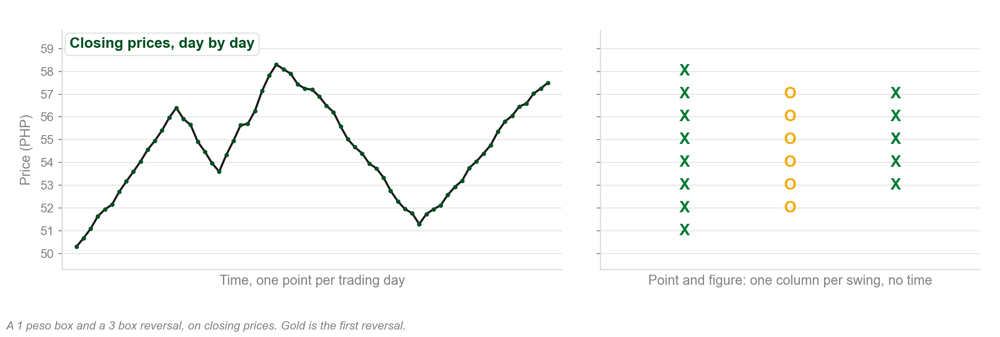 Closing prices, day by day
59
58
57
56
55
54
53
52
51
50
Price (PHP)
Time, one point per trading day
X
X O X
X O X
X O X
X O X
X O X
X O
X
Point and figure: one column per swing, no time
A 1 peso box and a 3 box reversal, on closing prices. Gold is the first reversal.